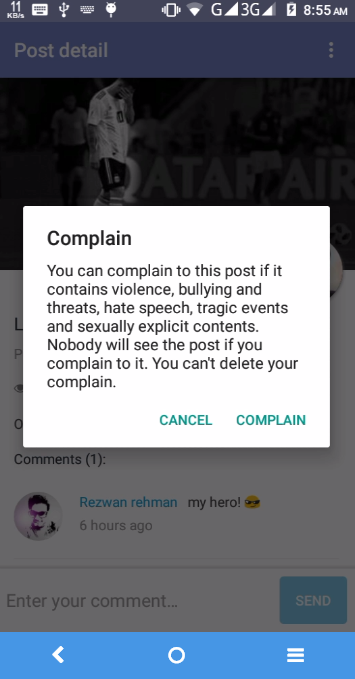 11
KB/s
G
3G
8:55 AM
Post detail
QATAR AIR
Complain
You can complain to this post if it
contains violence, bullying and
threats, hate speech, tragic events
and sexually explicit contents.
Nobody will see the post if you
complain to it. You can't delete your
complain.
CANCEL COMPLAIN
Comments (1):
Rezwan rehman my hero! 😎
6 hours ago
Enter your comment...
SEND